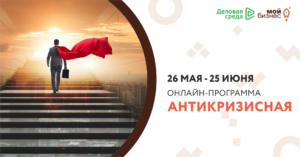 Деловая среда
мой бизнес
26 МАЯ - 25 ИЮНЯ
ОНЛАЙН-ПРОГРАММА
АНТИКРИЗИСНАЯ